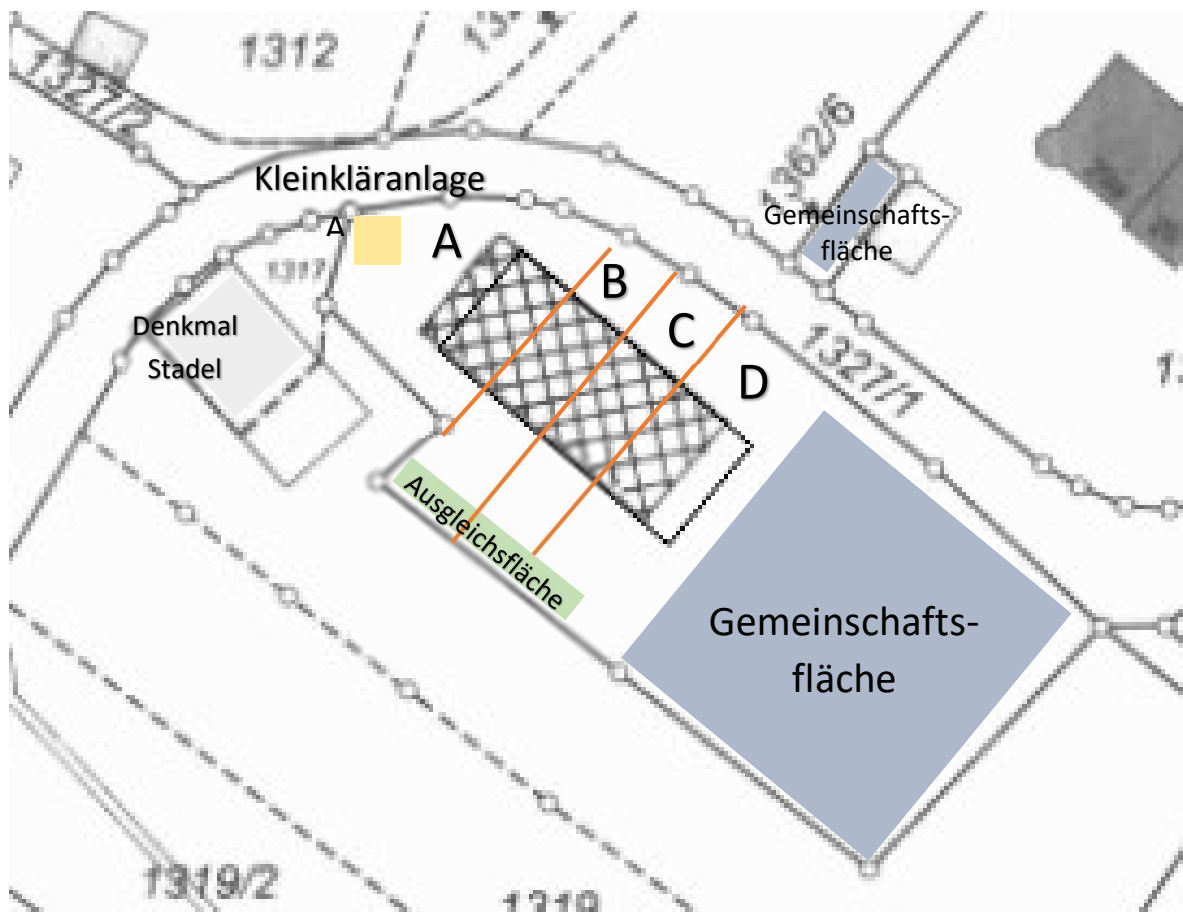 1312
1327/2
1362/6
Kleinkläranlage
A
A
1317
Gemeinschafts-
fläche
B
C
D
1327/1
Denkmal
Stadel
Ausgleichsfläche
Gemeinschafts-
fläche
1319/2
1319